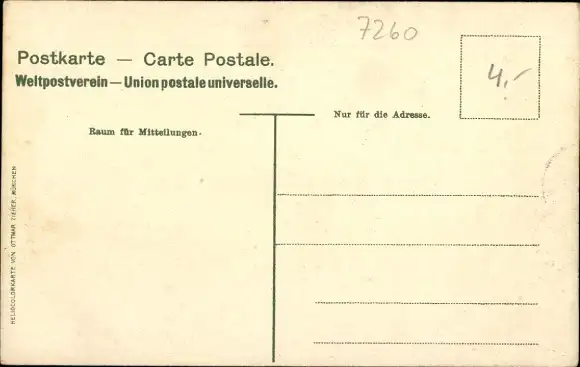 7260
Postkarte — Carte Postale.
Weltpostverein — Union postale universelle.
4,-
Nur für die Adresse.
Raum für Mitteilungen.
HELIOCOLORKARTE VON OTTMAR ZIEHER, MÜNCHEN